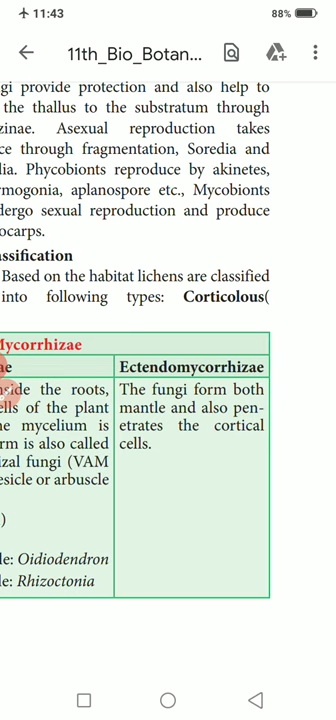 11:43
88%
11th_Bio_Botan...
gi provide protection and also help to
the thallus to the substratum through
zinae. Asexual reproduction takes
ce through fragmentation, Soredia and
lia. Phycobionts reproduce by akinetes,
rmogonia, aplanospore etc., Mycobionts
dergo sexual reproduction and produce
ocarps.
assification
Based on the habitat lichens are classified
into following types: Corticolous(
Mycorrhizae
ae
Ectendomycorrhizae
side the roots,
ells of the plant
he mycelium is
rm is also called
izal fungi (VAM
esicle or arbuscle
)
le: Oidiodendron
le: Rhizoctonia
The fungi form both
mantle and also pen-
etrates the cortical
cells.